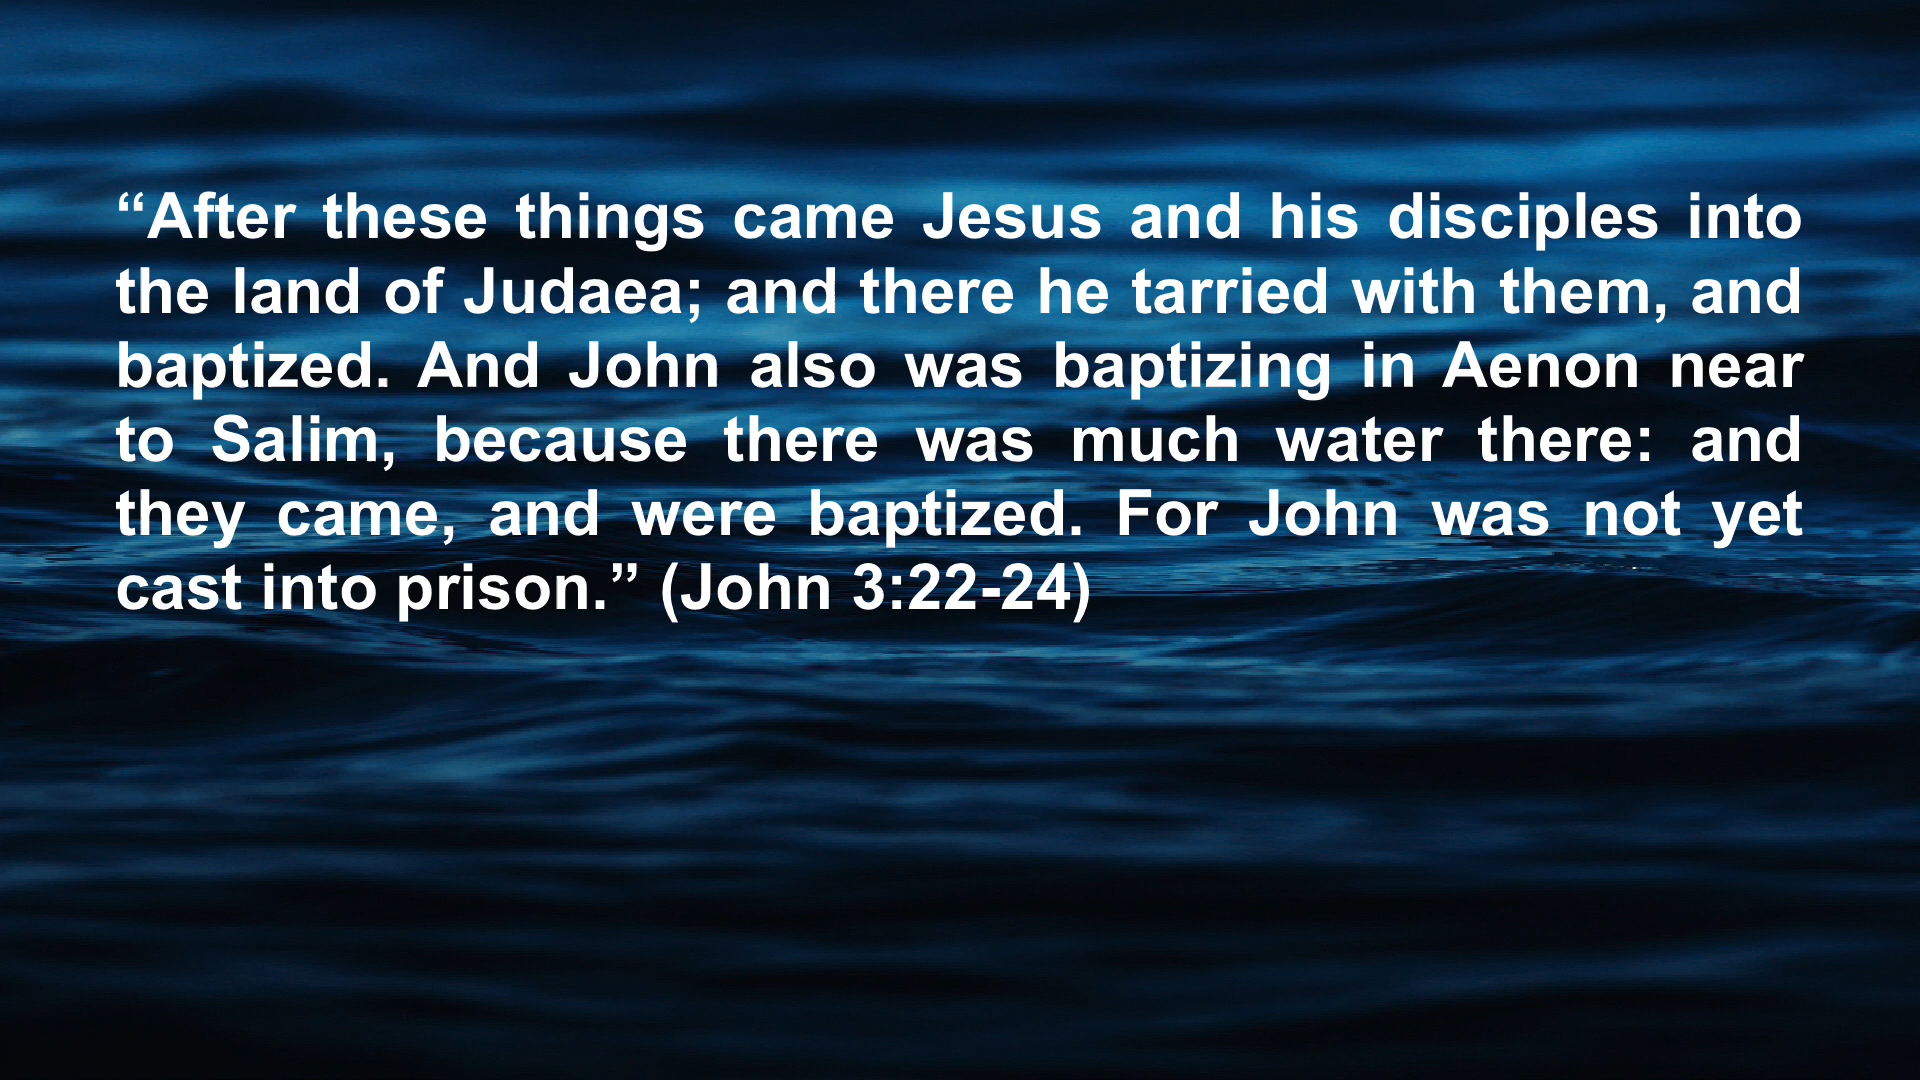 “After these things came Jesus and his disciples into
the land of Judaea; and there he tarried with them, and
baptized. And John also was baptizing in Aenon near
to Salim, because there was much water there: and
they came, and were baptized. For John was not yet
cast into prison.” (John 3:22-24)